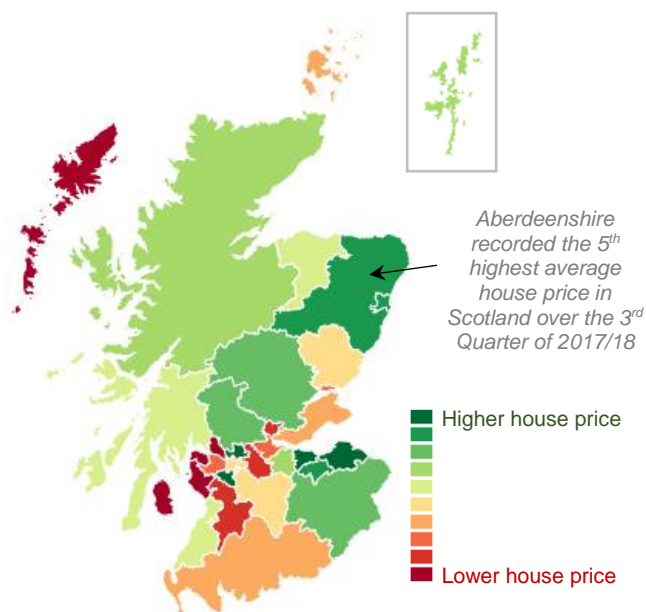 Aberdeenshire
recorded the 5th
highest average
house price in
Scotland over the 3rd
Quarter of 2017/18
Higher house price
Lower house price